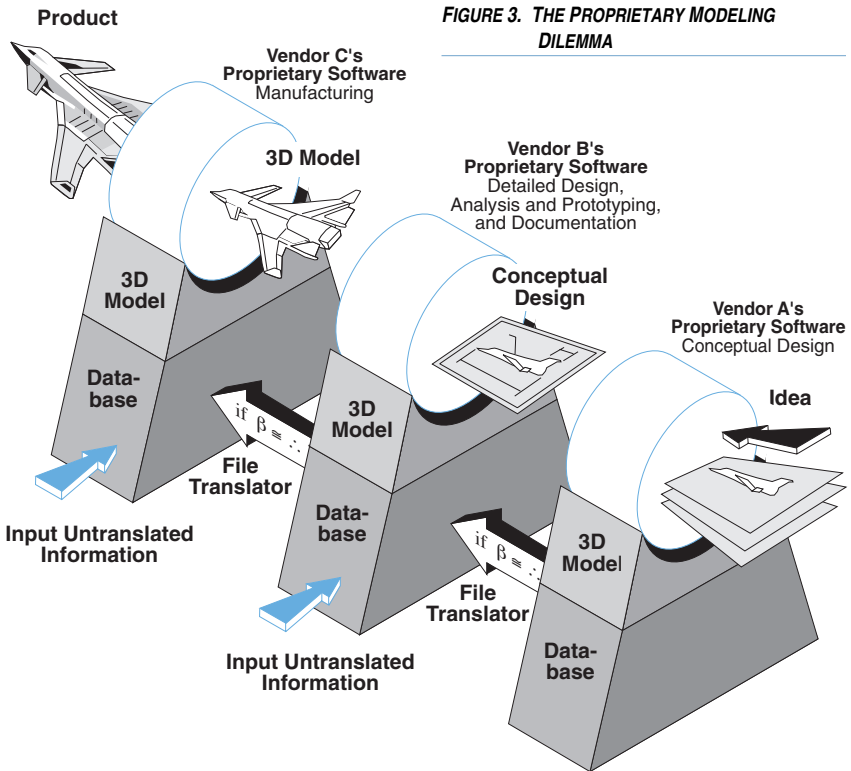 FIGURE 3. THE PROPRIETARY MODELING
DILEMMA
Product
Vendor C's
Proprietary Software
Manufacturing
3D Model
Vendor B's
Proprietary Software
Detailed Design,
Analysis and Prototyping,
and Documentation
Conceptual
Design
Vendor A's
Proprietary Software
Conceptual Design
Idea
3D
Model
Data-
base
if β ≅ ∴
File
Translator
Input Untranslated
Information
3D
Model
Data-
base
if β ≅ ∴
File
Translator
Input Untranslated
Information
3D
Model
Data-
base